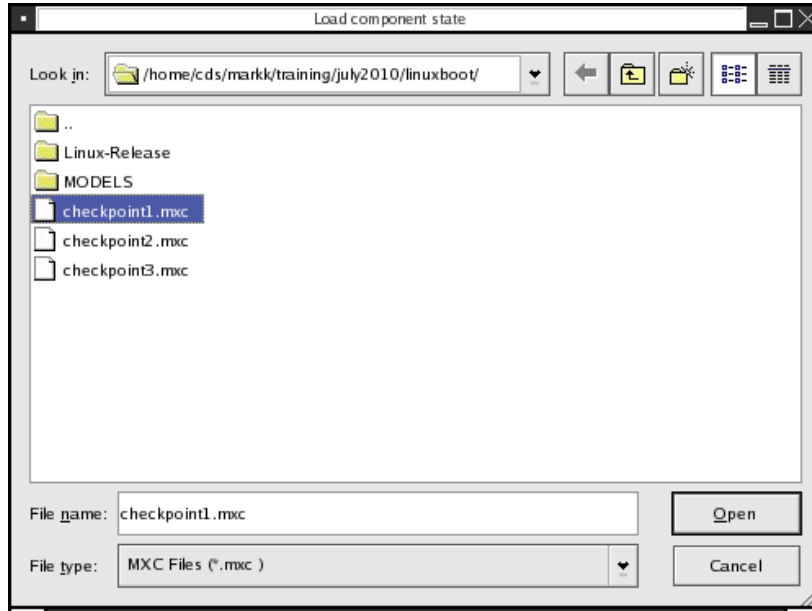 Load component state
Look in: /home/cds/markk/training/july2010/linuxboot/
..
Linux-Release
MODELS
checkpoint1.mxc
checkpoint2.mxc
checkpoint3.mxc
File name: checkpoint1.mxc Open
File type: MXC Files (*.mxc ) Cancel